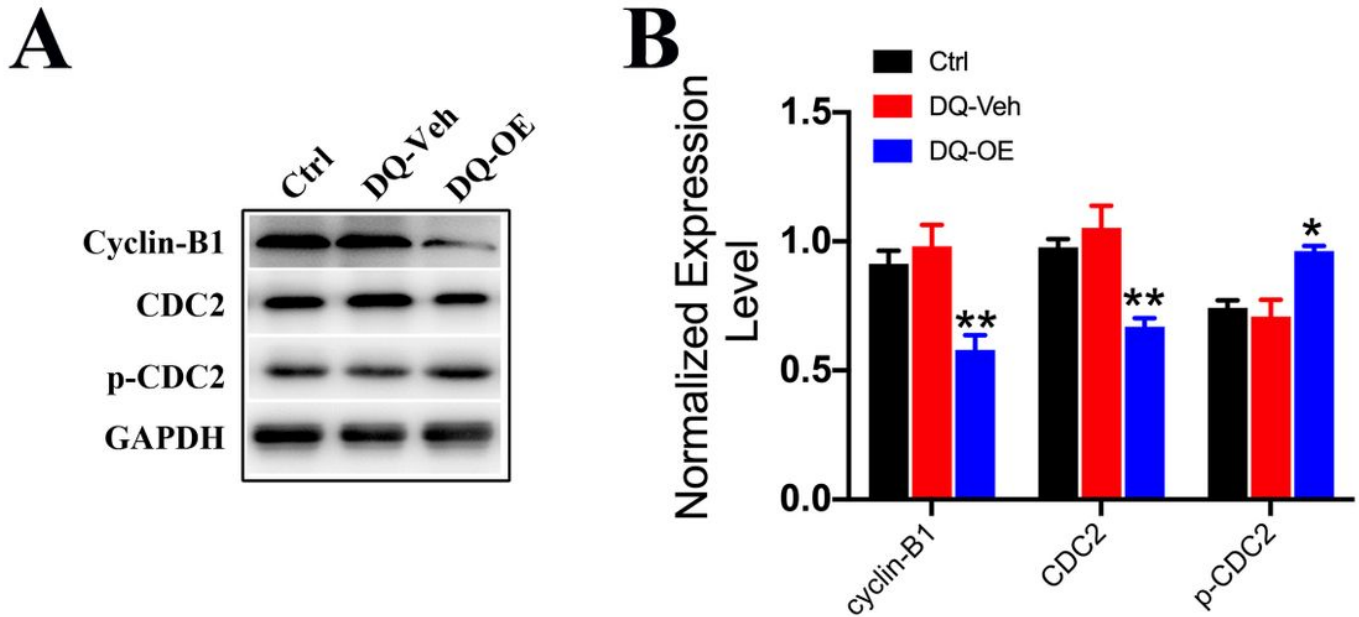 A
Ctrl
DQ-Veh
DQ-OE
Cyclin-B1
CDC2
p-CDC2
GAPDH
B
Ctrl
DQ-Veh
DQ-OE
Normalized Expression
Level
1.5
1.0
0.5
0.0
**
**
*
cyclin-B1
CDC2
p-CDC2